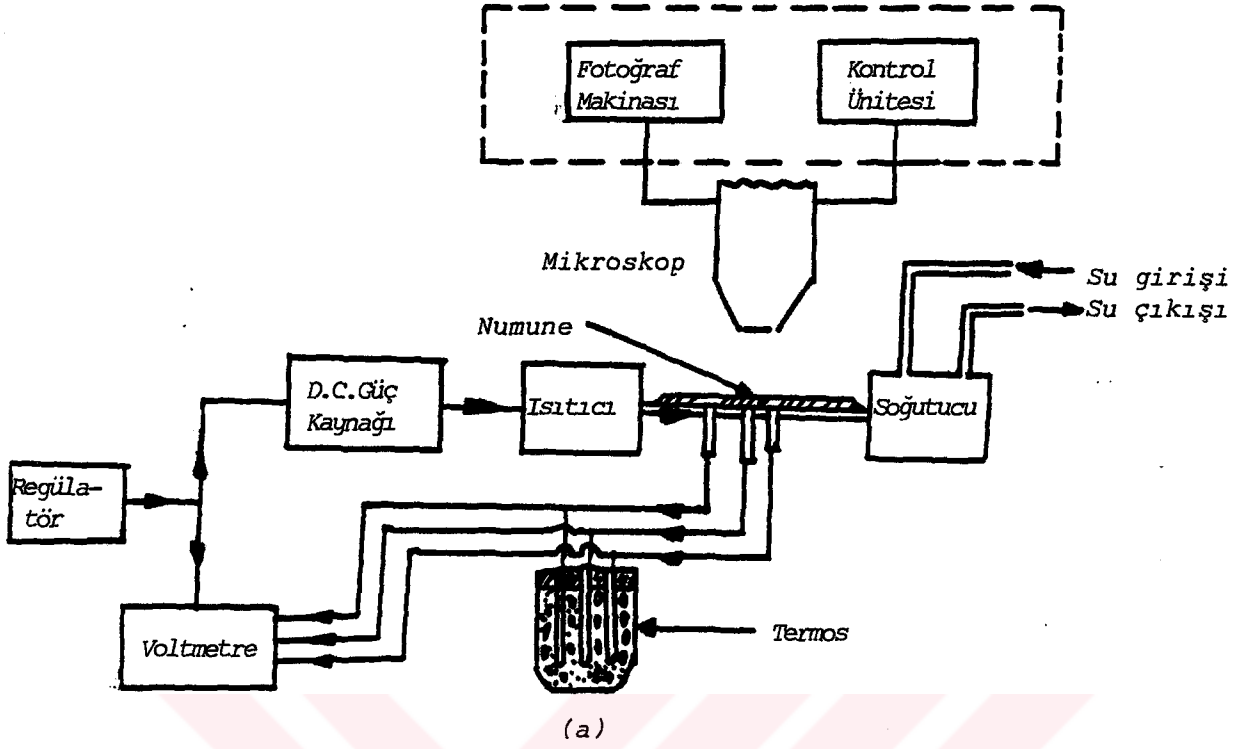 Fotoğraf
Makinası
Kontrol
Ünitesi
Mikroskop
Su girişi
Su çıkışı
Numune
D.C.Güç
Kaynağı
Isıtıcı
Soğutucu
Regüla-
tör
Voltmetre
Termos
(a)